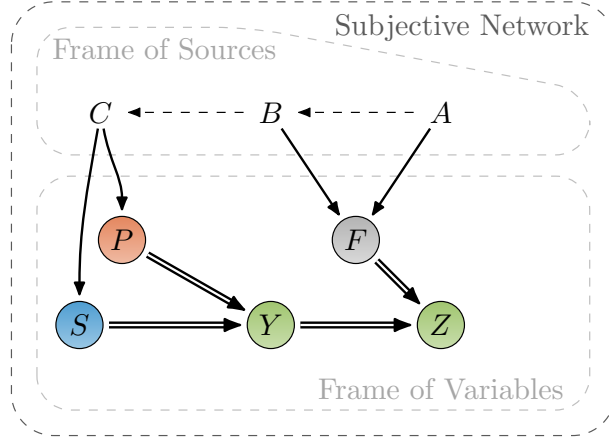 Subjective Network
Frame of Sources
C B A
P F
S Y Z
Frame of Variables